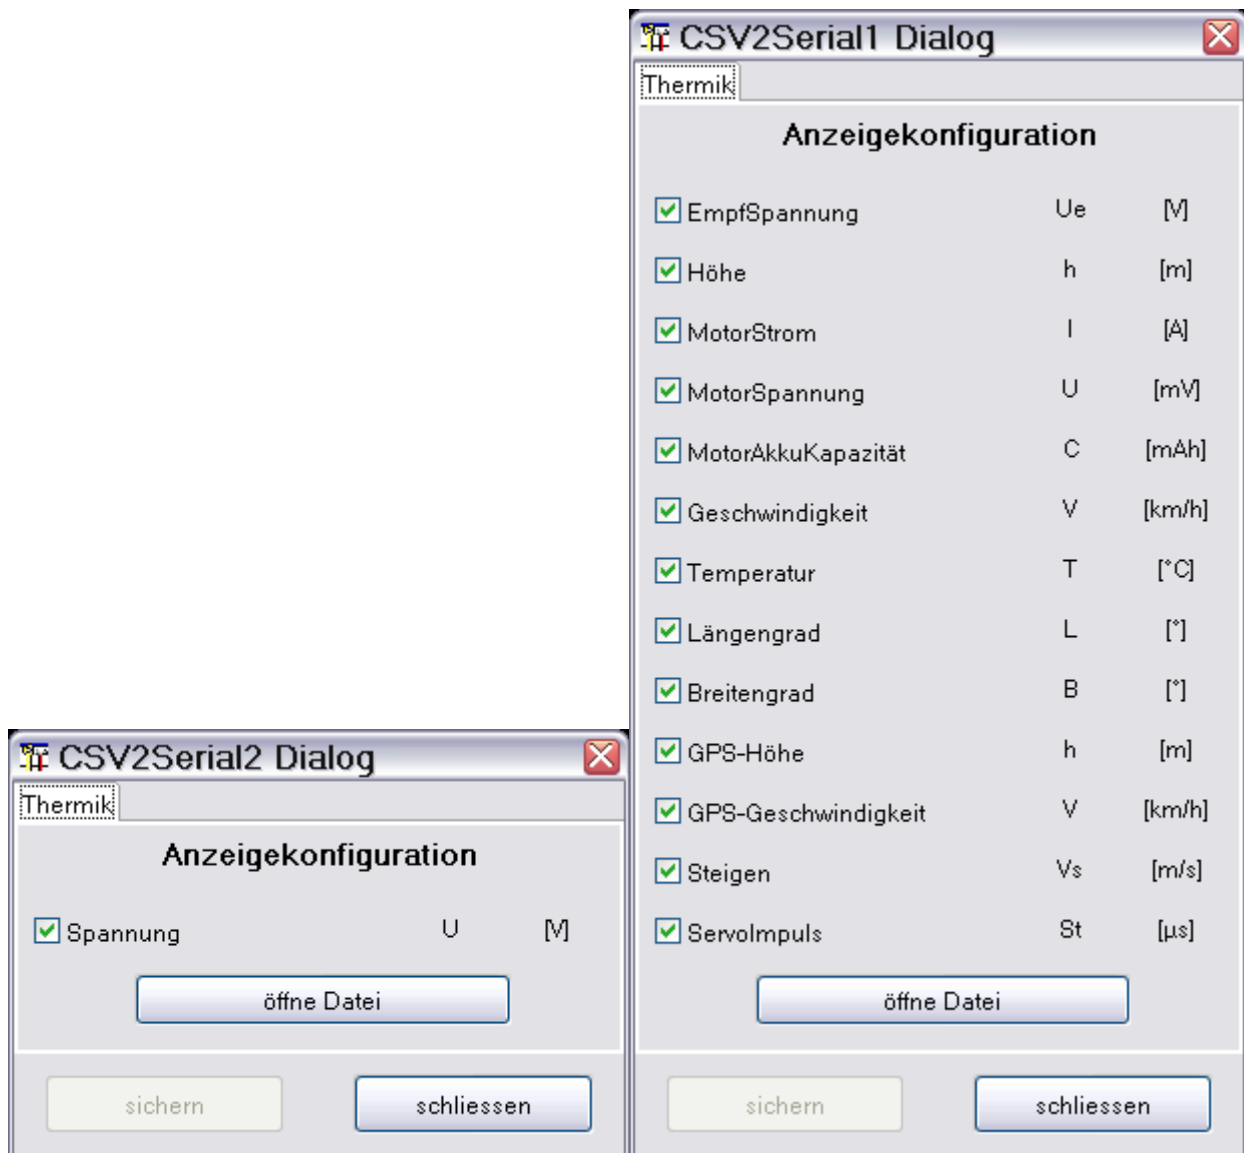 CSV2Serial1 Dialog
Thermik
Anzeigekonfiguration
EmpfSpannung Ue [V]
Höhe h [m]
MotorStrom I [A]
MotorSpannung U [mV]
MotorAkkuKapazität C [mAh]
Geschwindigkeit V [km/h]
Temperatur T [°C]
Längengrad L [°]
Breitengrad B [°]
GPS-Höhe h [m]
GPS-Geschwindigkeit V [km/h]
Steigen Vs [m/s]
ServoImpuls St [µs]
öffne Datei
sichern schliessen
CSV2Serial2 Dialog
Thermik
Anzeigekonfiguration
Spannung U [V]
öffne Datei
sichern schliessen